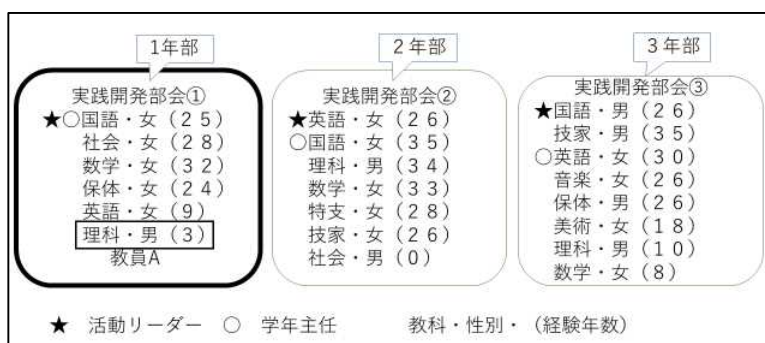 1年部
実践開発部会①
★○国語・女（２５）
社会・女（２８）
数学・女（３２）
保体・女（２４）
英語・女（9）
理科・男（3）
教員A
２年部
実践開発部会②
★英語・女（２６）
○国語・女（３５）
理科・男（３４）
数学・女（３３）
特支・女（２８）
技家・女（２６）
社会・男（０）
３年部
実践開発部会③
★国語・男（２６）
技家・男（３５）
○英語・女（３０）
音楽・女（２６）
保体・男（２６）
美術・女（１８）
理科・男（１０）
数学・女（８）
★ 活動リーダー ○ 学年主任 教科・性別・（経験年数）